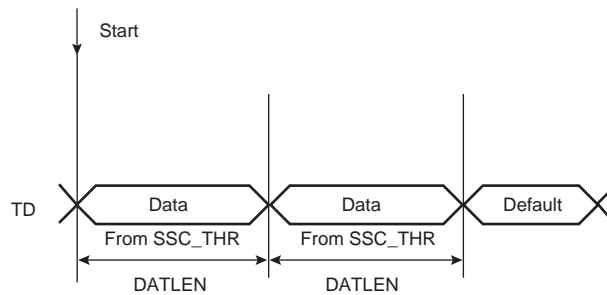 Start
TD
Data
Data
Default
From SSC_THR
From SSC_THR
DATLEN
DATLEN